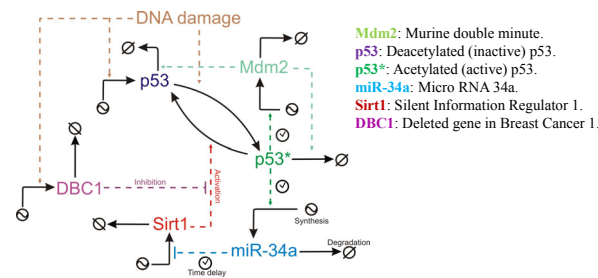 DNA damage
p53
Mdm2
p53*
DBC1
Inhibition
Activation
Synthesis
Sirt1
miR-34a
Degradation
Time delay
Mdm2: Murine double minute.
p53: Deacetylated (inactive) p53.
p53*: Acetylated (active) p53.
miR-34a: Micro RNA 34a.
Sirt1: Silent Information Regulator 1.
DBC1: Deleted gene in Breast Cancer 1.